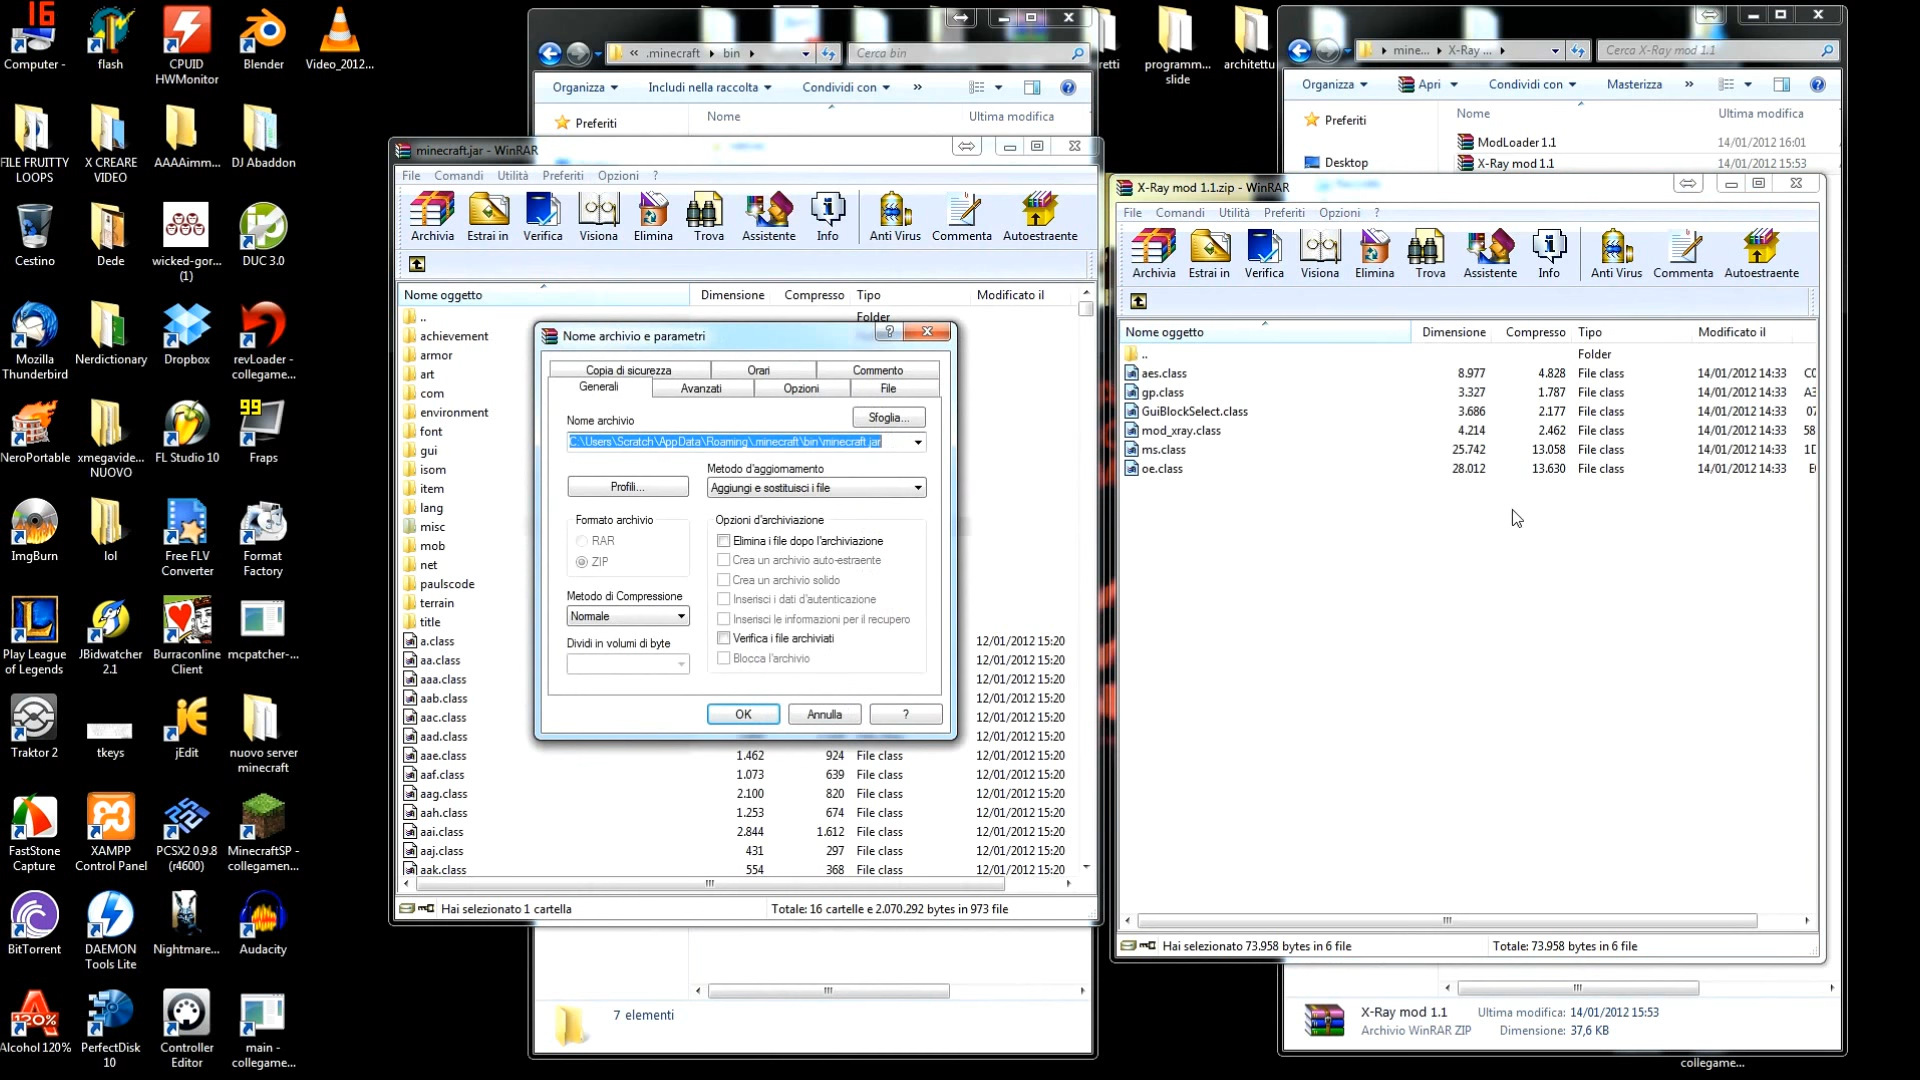 16
Computer -
flash
CPUID
HWMonitor
Blender
Video_2012...
FILE FRUITTY
LOOPS
X CREARE
VIDEO
AAAAimm...
DJ Abaddon
Cestino
Dede
wicked-gor...
(1)
DUC 3.0
Mozilla
Thunderbird
Nerdictionary
Dropbox
revLoader -
collegame...
NeroPortable
xmegavide...
NUOVO
FL Studio 10
99
Fraps
ImgBurn
lol
Free FLV
Converter
Format
Factory
Play League
of Legends
JBidwatcher
2.1
Burraconline
Client
mcpatcher-...
Traktor 2
tkeys
jEdit
nuovo server
minecraft
FastStone
Capture
XAMPP
Control Panel
PCSX2 0.9.8
(r4600)
MinecraftSP -
collegamen...
BitTorrent
DAEMON
Tools Lite
Nightmare...
Audacity
120%
Alcohol 120%
PerfectDisk
10
Controller
Editor
main -
collegame...
« .minecraft bin
Cerca bin
Organizza
Includi nella raccolta
Condividi con
»
Nome
Ultima modifica
Preferiti
7 elementi
minecraft.jar - WinRAR
File Comandi Utilità Preferiti Opzioni ?
Archivia Estrai in Verifica Visiona Elimina Trova Assistente Info Anti Virus Commenta Autoestraente
Nome oggetto Dimensione Compresso Tipo Modificato il
.. Folder
achievement
armor
art
com
environment
font
gui
isom
item
lang
misc
mob
net
paulscode
terrain
title
a.class 12/01/2012 15:20
aa.class 12/01/2012 15:20
aaa.class 12/01/2012 15:20
aab.class 12/01/2012 15:20
aac.class 12/01/2012 15:20
aad.class 12/01/2012 15:20
aae.class 1.462 924 File class 12/01/2012 15:20
aaf.class 1.073 639 File class 12/01/2012 15:20
aag.class 2.100 820 File class 12/01/2012 15:20
aah.class 1.253 674 File class 12/01/2012 15:20
aai.class 2.844 1.612 File class 12/01/2012 15:20
aaj.class 431 297 File class 12/01/2012 15:20
aak.class 554 368 File class 12/01/2012 15:20
Hai selezionato 1 cartella
Totale: 16 cartelle e 2.070.292 bytes in 973 file
Nome archivio e parametri
Copia di sicurezza Orari Commento
Generali Avanzati Opzioni File
Nome archivio
Sfoglia...
C:\Users\Scratch\AppData\Roaming\.minecraft\bin\minecraft.jar
Profili...
Metodo d'aggiornamento
Aggiungi e sostituisci i file
Formato archivio
RAR
ZIP
Metodo di Compressione
Normale
Dividi in volumi di byte
Opzioni d'archiviazione
Elimina i file dopo l'archiviazione
Crea un archivio auto-estraente
Crea un archivio solido
Inserisci i dati d'autenticazione
Inserisci le informazioni per il recupero
Verifica i file archiviati
Blocca l'archivio
OK Annulla ?
retti
programm...
slide
architettu
mine... X-Ray ...
Cerca X-Ray mod 1.1
Organizza
Apri
Condividi con
Masterizza
»
Nome Ultima modifica
Preferiti
Desktop
ModLoader 1.1 14/01/2012 16:01
X-Ray mod 1.1 14/01/2012 15:53
X-Ray mod 1.1.zip - WinRAR
File Comandi Utilità Preferiti Opzioni ?
Archivia Estrai in Verifica Visiona Elimina Trova Assistente Info Anti Virus Commenta Autoestraente
Nome oggetto Dimensione Compresso Tipo Modificato il
.. Folder
aes.class 8.977 4.828 File class 14/01/2012 14:33 C0
gp.class 3.327 1.787 File class 14/01/2012 14:33 A3
GuiBlockSelect.class 3.686 2.177 File class 14/01/2012 14:33 07
mod_xray.class 4.214 2.462 File class 14/01/2012 14:33 58
ms.class 25.742 13.058 File class 14/01/2012 14:33 1D
oe.class 28.012 13.630 File class 14/01/2012 14:33
Hai selezionato 73.958 bytes in 6 file
Totale: 73.958 bytes in 6 file
X-Ray mod 1.1 Ultima modifica: 14/01/2012 15:53
Archivio WinRAR ZIP Dimensione: 37,6 KB
collegame...